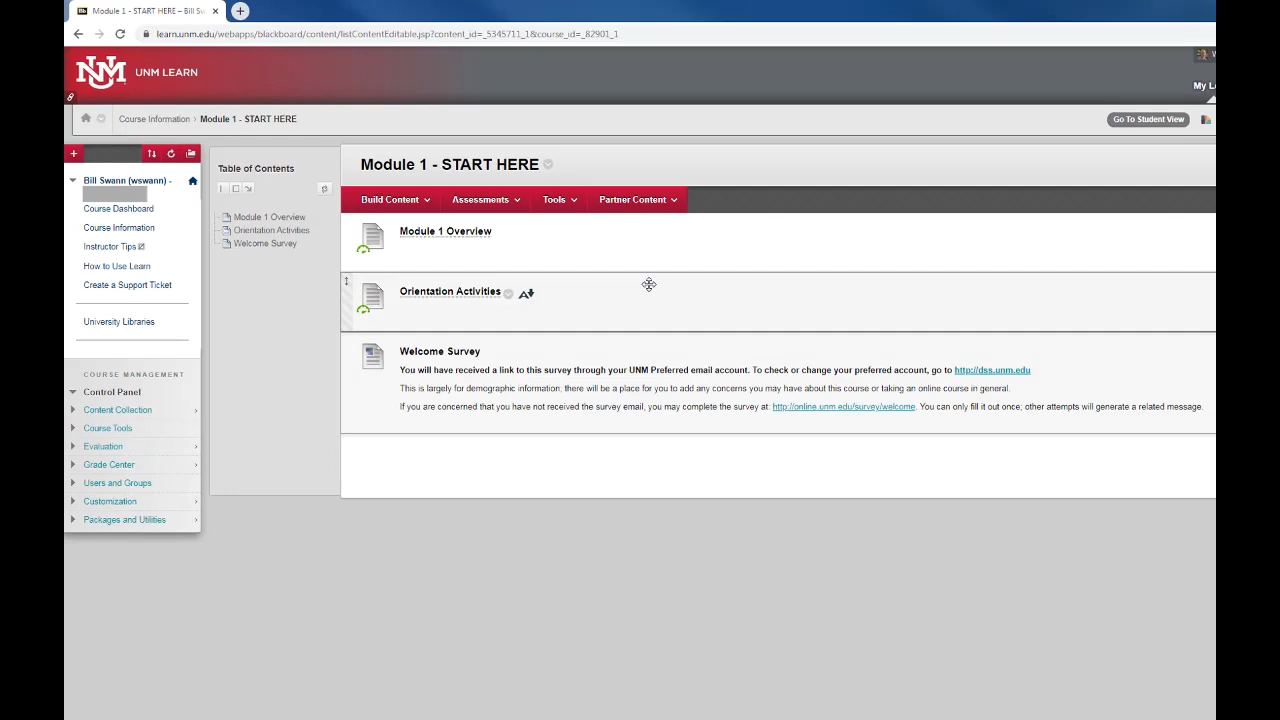 Module 1 - START HERE – Bill Sw
learn.unm.edu/webapps/blackboard/content/listContentEditable.jsp?content_id=_5345711_1&course_id=_82901_1
UNM UNM LEARN
My L
Course Information › Module 1 - START HERE
Go To Student View
Bill Swann (wswann) -
Course Dashboard
Course Information
Instructor Tips
How to Use Learn
Create a Support Ticket
University Libraries
COURSE MANAGEMENT
Control Panel
Content Collection
Course Tools
Evaluation
Grade Center
Users and Groups
Customization
Packages and Utilities
Table of Contents
Module 1 Overview
Orientation Activities
Welcome Survey
Module 1 - START HERE
Build Content Assessments Tools Partner Content
Module 1 Overview
Orientation Activities
Welcome Survey
You will have received a link to this survey through your UNM Preferred email account. To check or change your preferred account, go to http://dss.unm.edu
This is largely for demographic information; there will be a place for you to add any concerns you may have about this course or taking an online course in general.
If you are concerned that you have not received the survey email, you may complete the survey at: http://online.unm.edu/survey/welcome. You can only fill it out once; other attempts will generate a related message.